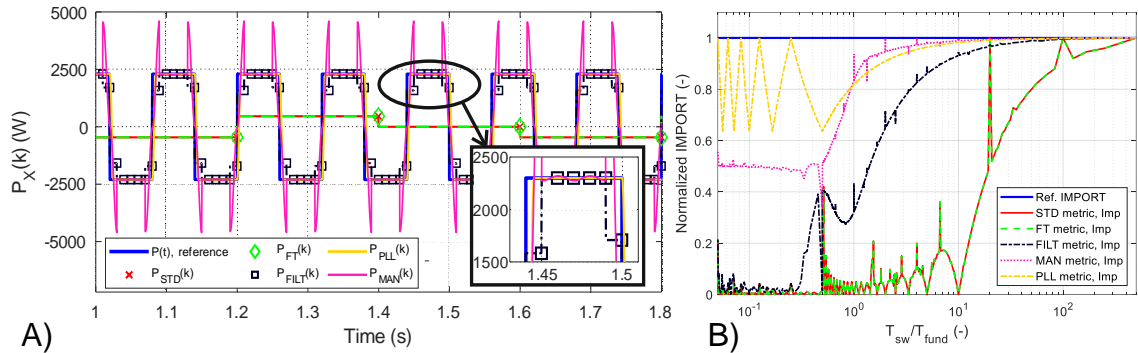 5000
2500
0
-2500
-5000
P_X(k) (W)
1 1.1 1.2 1.3 1.4 1.5 1.6 1.7 1.8
Time (s)
P(t), reference
P_STD(k)
P_FT(k)
P_FILT(k)
P_PLL(k)
P_MAN(k)
2500
2200
1500
1.45 1.5
A)
1
0.8
0.6
0.4
0.2
0
Normalized IMPORT (-)
10^-1 10^0 10^1 10^2
T_sw/T_fund (-)
Ref. IMPORT
STD metric, Imp
FT metric, Imp
FILT metric, Imp
MAN metric, Imp
PLL metric, Imp
B)